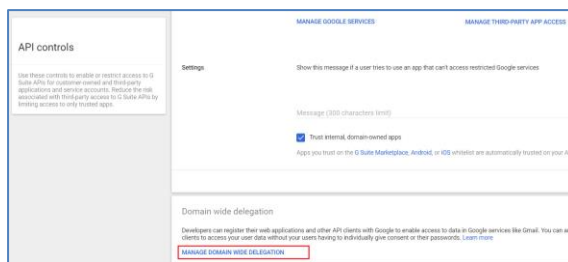 MANAGE GOOGLE SERVICES
MANAGE THIRD-PARTY APP ACCESS
API controls
Use these controls to enable or restrict access to G
Suite APIs for customer-owned and third-party
applications and service accounts. Reduce the risk
associated with third-party access to G Suite APIs by
limiting access to only trusted apps.
Settings
Show this message if a user tries to use an app that can't access restricted Google services
Message (300 characters limit)
Trust internal, domain-owned apps
Apps you trust on the G Suite Marketplace, Android, or iOS whitelist are automatically trusted on your A
Domain wide delegation
Developers can register their web applications and other API clients with Google to enable access to data in Google services like Gmail. You can au
clients to access your user data without your users having to individually give consent or their passwords. Learn more
MANAGE DOMAIN WIDE DELEGATION